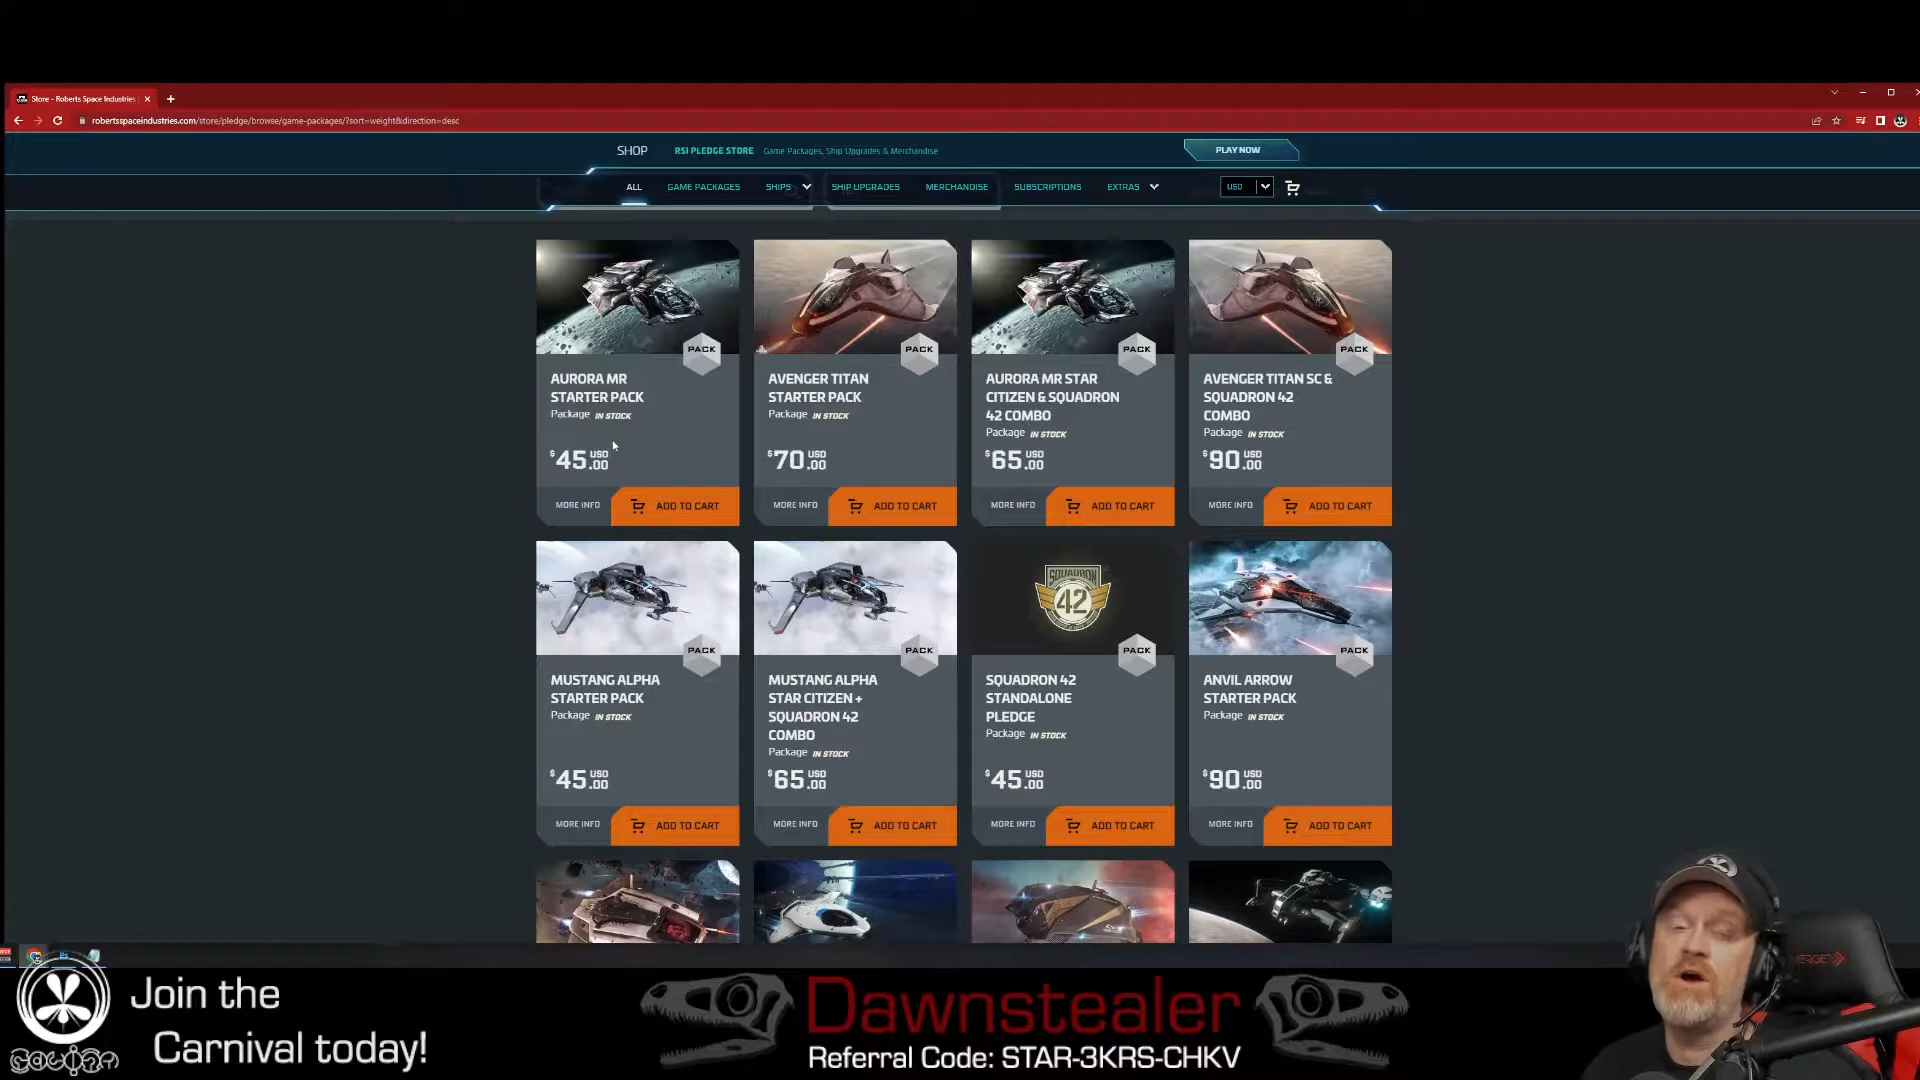 Store - Roberts Space Industries
robertsspaceindustries.com/store/pledge/browse/game-packages/?sort=weight&direction=desc
SHOP RSI PLEDGE STORE Game Packages, Ship Upgrades & Merchandise PLAY NOW
ALL GAME PACKAGES SHIPS SHIP UPGRADES MERCHANDISE SUBSCRIPTIONS EXTRAS USD
PACK PACK PACK PACK
AURORA MR
STARTER PACK
Package IN STOCK
$45.00 USD
MORE INFO ADD TO CART
AVENGER TITAN
STARTER PACK
Package IN STOCK
$70.00 USD
MORE INFO ADD TO CART
AURORA MR STAR
CITIZEN & SQUADRON
42 COMBO
Package IN STOCK
$65.00 USD
MORE INFO ADD TO CART
AVENGER TITAN SC &
SQUADRON 42
COMBO
Package IN STOCK
$90.00 USD
MORE INFO ADD TO CART
SQUADRON
42
PACK PACK PACK PACK
MUSTANG ALPHA
STARTER PACK
Package IN STOCK
$45.00 USD
MORE INFO ADD TO CART
MUSTANG ALPHA
STAR CITIZEN +
SQUADRON 42
COMBO
Package IN STOCK
$65.00 USD
MORE INFO ADD TO CART
SQUADRON 42
STANDALONE
PLEDGE
Package IN STOCK
$45.00 USD
MORE INFO ADD TO CART
ANVIL ARROW
STARTER PACK
Package IN STOCK
$90.00 USD
MORE INFO ADD TO CART
Join the
Carnival today!
Dawnstealer
Referral Code: STAR-3KRS-CHKV